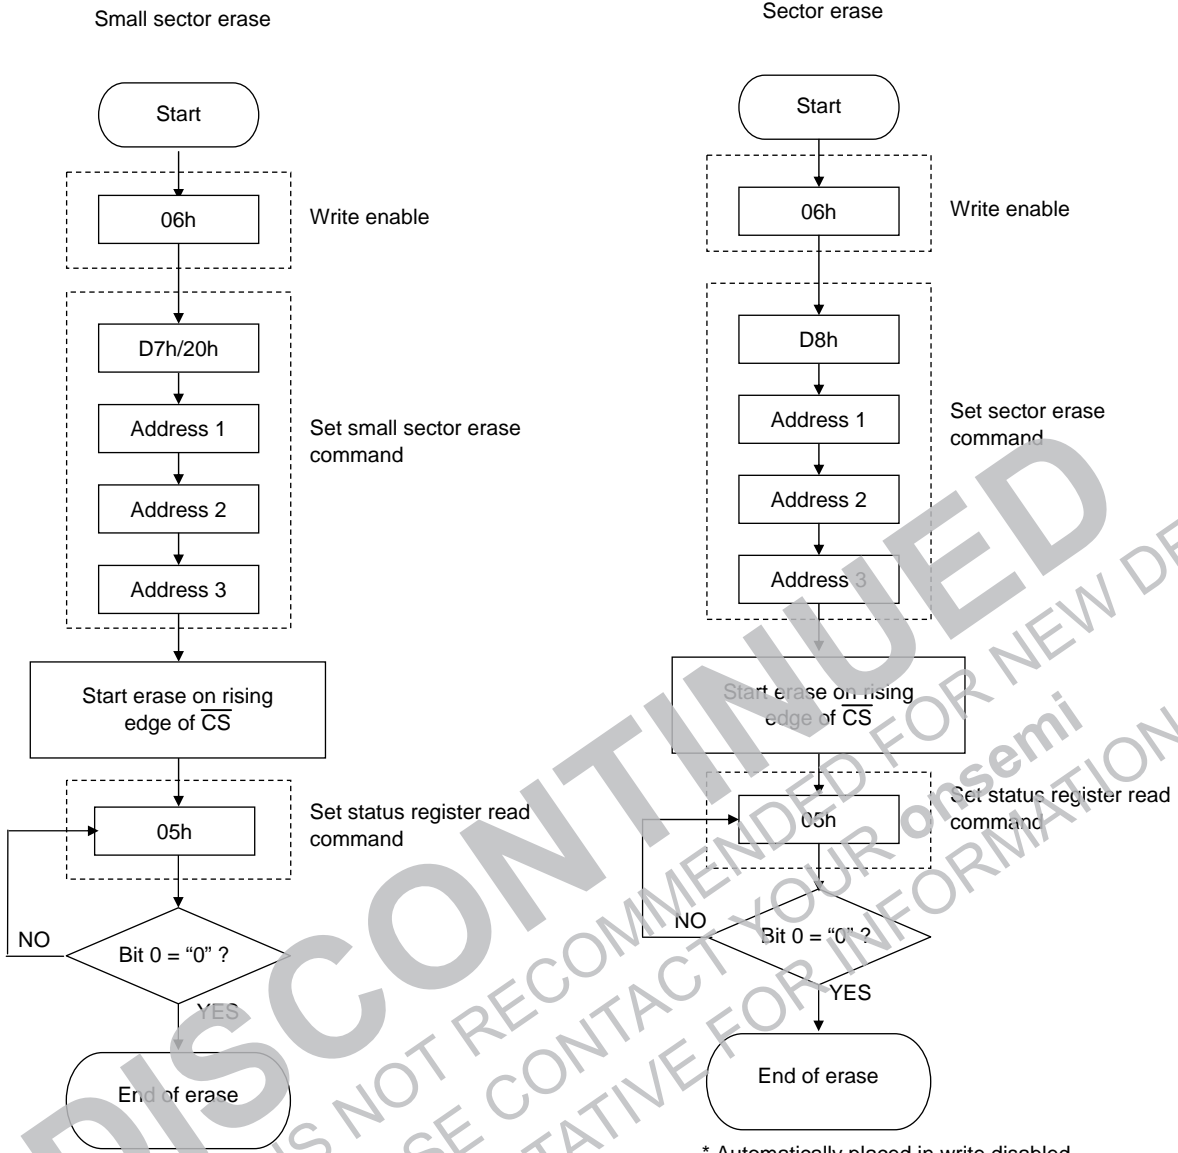 Small sector erase
Start
06h
Write enable
D7h/20h
Address 1
Address 2
Address 3
Set small sector erase
command
Start erase on rising
edge of CS
05h
Set status register read
command
NO
Bit 0 = “0” ?
YES
End of erase
Sector erase
Start
06h
Write enable
D8h
Address 1
Address 2
Address 3
Set sector erase
command
Start erase on rising
edge of CS
05h
Set status register read
command
NO
Bit 0 = “0” ?
YES
End of erase
* Automatically placed in write disabled
DISCONTINUED
IS NOT RECOMMENDED FOR NEW
CONTACT YOUR onsemi
FOR INFORMATION